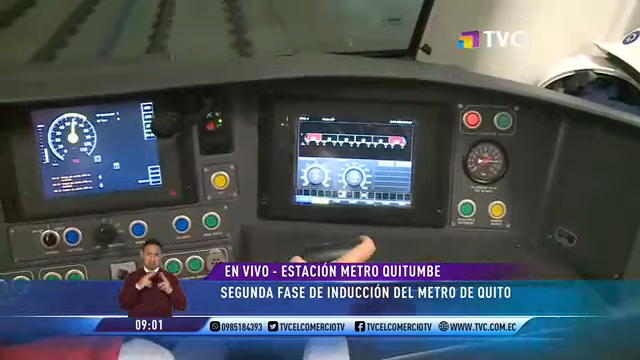 TVC
EN VIVO - ESTACIÓN METRO QUITUMBE
SEGUNDA FASE DE INDUCCIÓN DEL METRO DE QUITO
09:01
0985184393 TVCELCOMERCIOTV TVCELCOMERCIOTV WWW.TVC.COM.EC